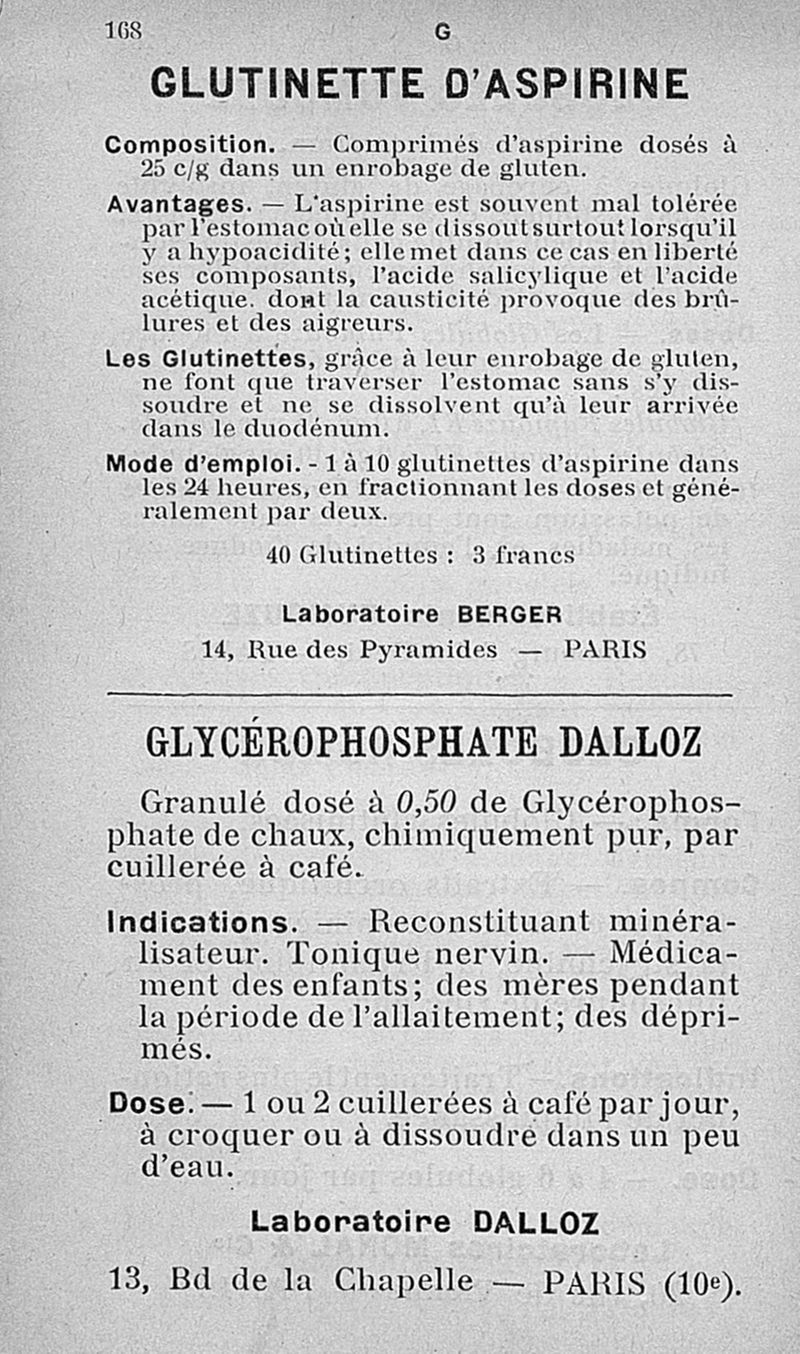 168
G
GLUTINETTE D'ASPIRINE
Composition. — Comprimés d'aspirine dosés à
25 c/g dans un enrobage de gluten.
Avantages. — L'aspirine est souvent mal tolérée
par l'estomac où elle se dissout surtout lorsqu'il
y a hypoacidité; elle met dans ce cas en liberté
ses composants, l'acide salicylique et l'acide
acétique. dont la causticité provoque des brû-
lures et des aigreurs.
Les Glutinettes, grâce à leur enrobage de gluten,
ne font que traverser l'estomac sans s'y dis-
soudre et ne se dissolvent qu'à leur arrivée
dans le duodénum.
Mode d'emploi. - 1 à 10 glutinettes d'aspirine dans
les 24 heures, en fractionnant les doses et géné-
ralement par deux.
40 Glutinettes : 3 francs
Laboratoire BERGER
14, Rue des Pyramides — PARIS
GLYCÉROPHOSPHATE DALLOZ
Granulé dosé à 0,50 de Glycérophos-
phate de chaux, chimiquement pur, par
cuillerée à café.
Indications. — Reconstituant minéra-
lisateur. Tonique nervin. — Médica-
ment des enfants; des mères pendant
la période de l'allaitement; des dépri-
més.
Dose. — 1 ou 2 cuillerées à café par jour,
à croquer ou à dissoudre dans un peu
d'eau.
Laboratoire DALLOZ
13, Bd de la Chapelle — PARIS (10e).